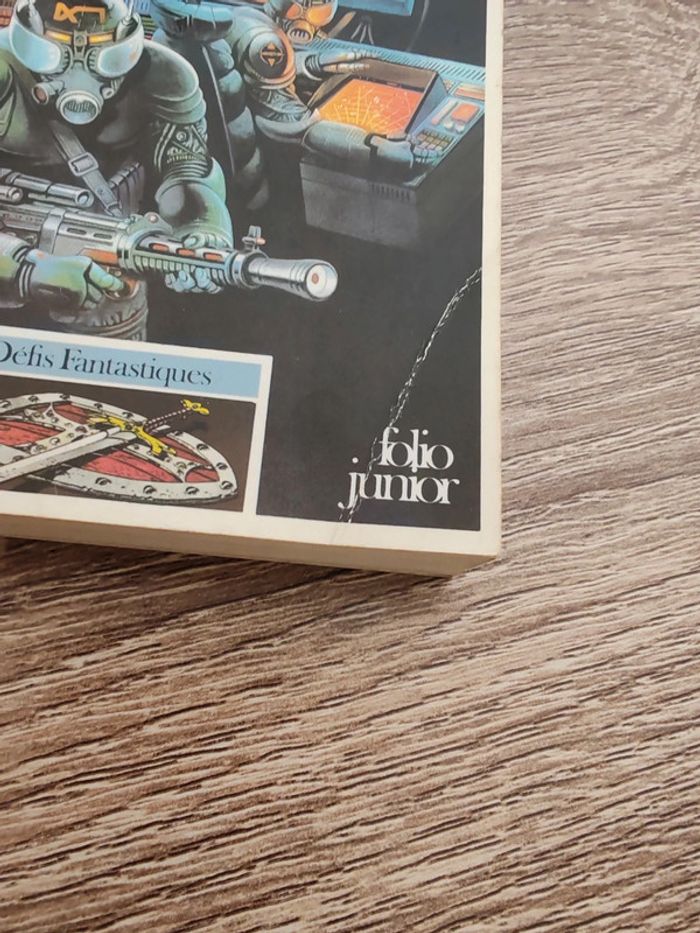 Défis Fantastiques
folio
junior